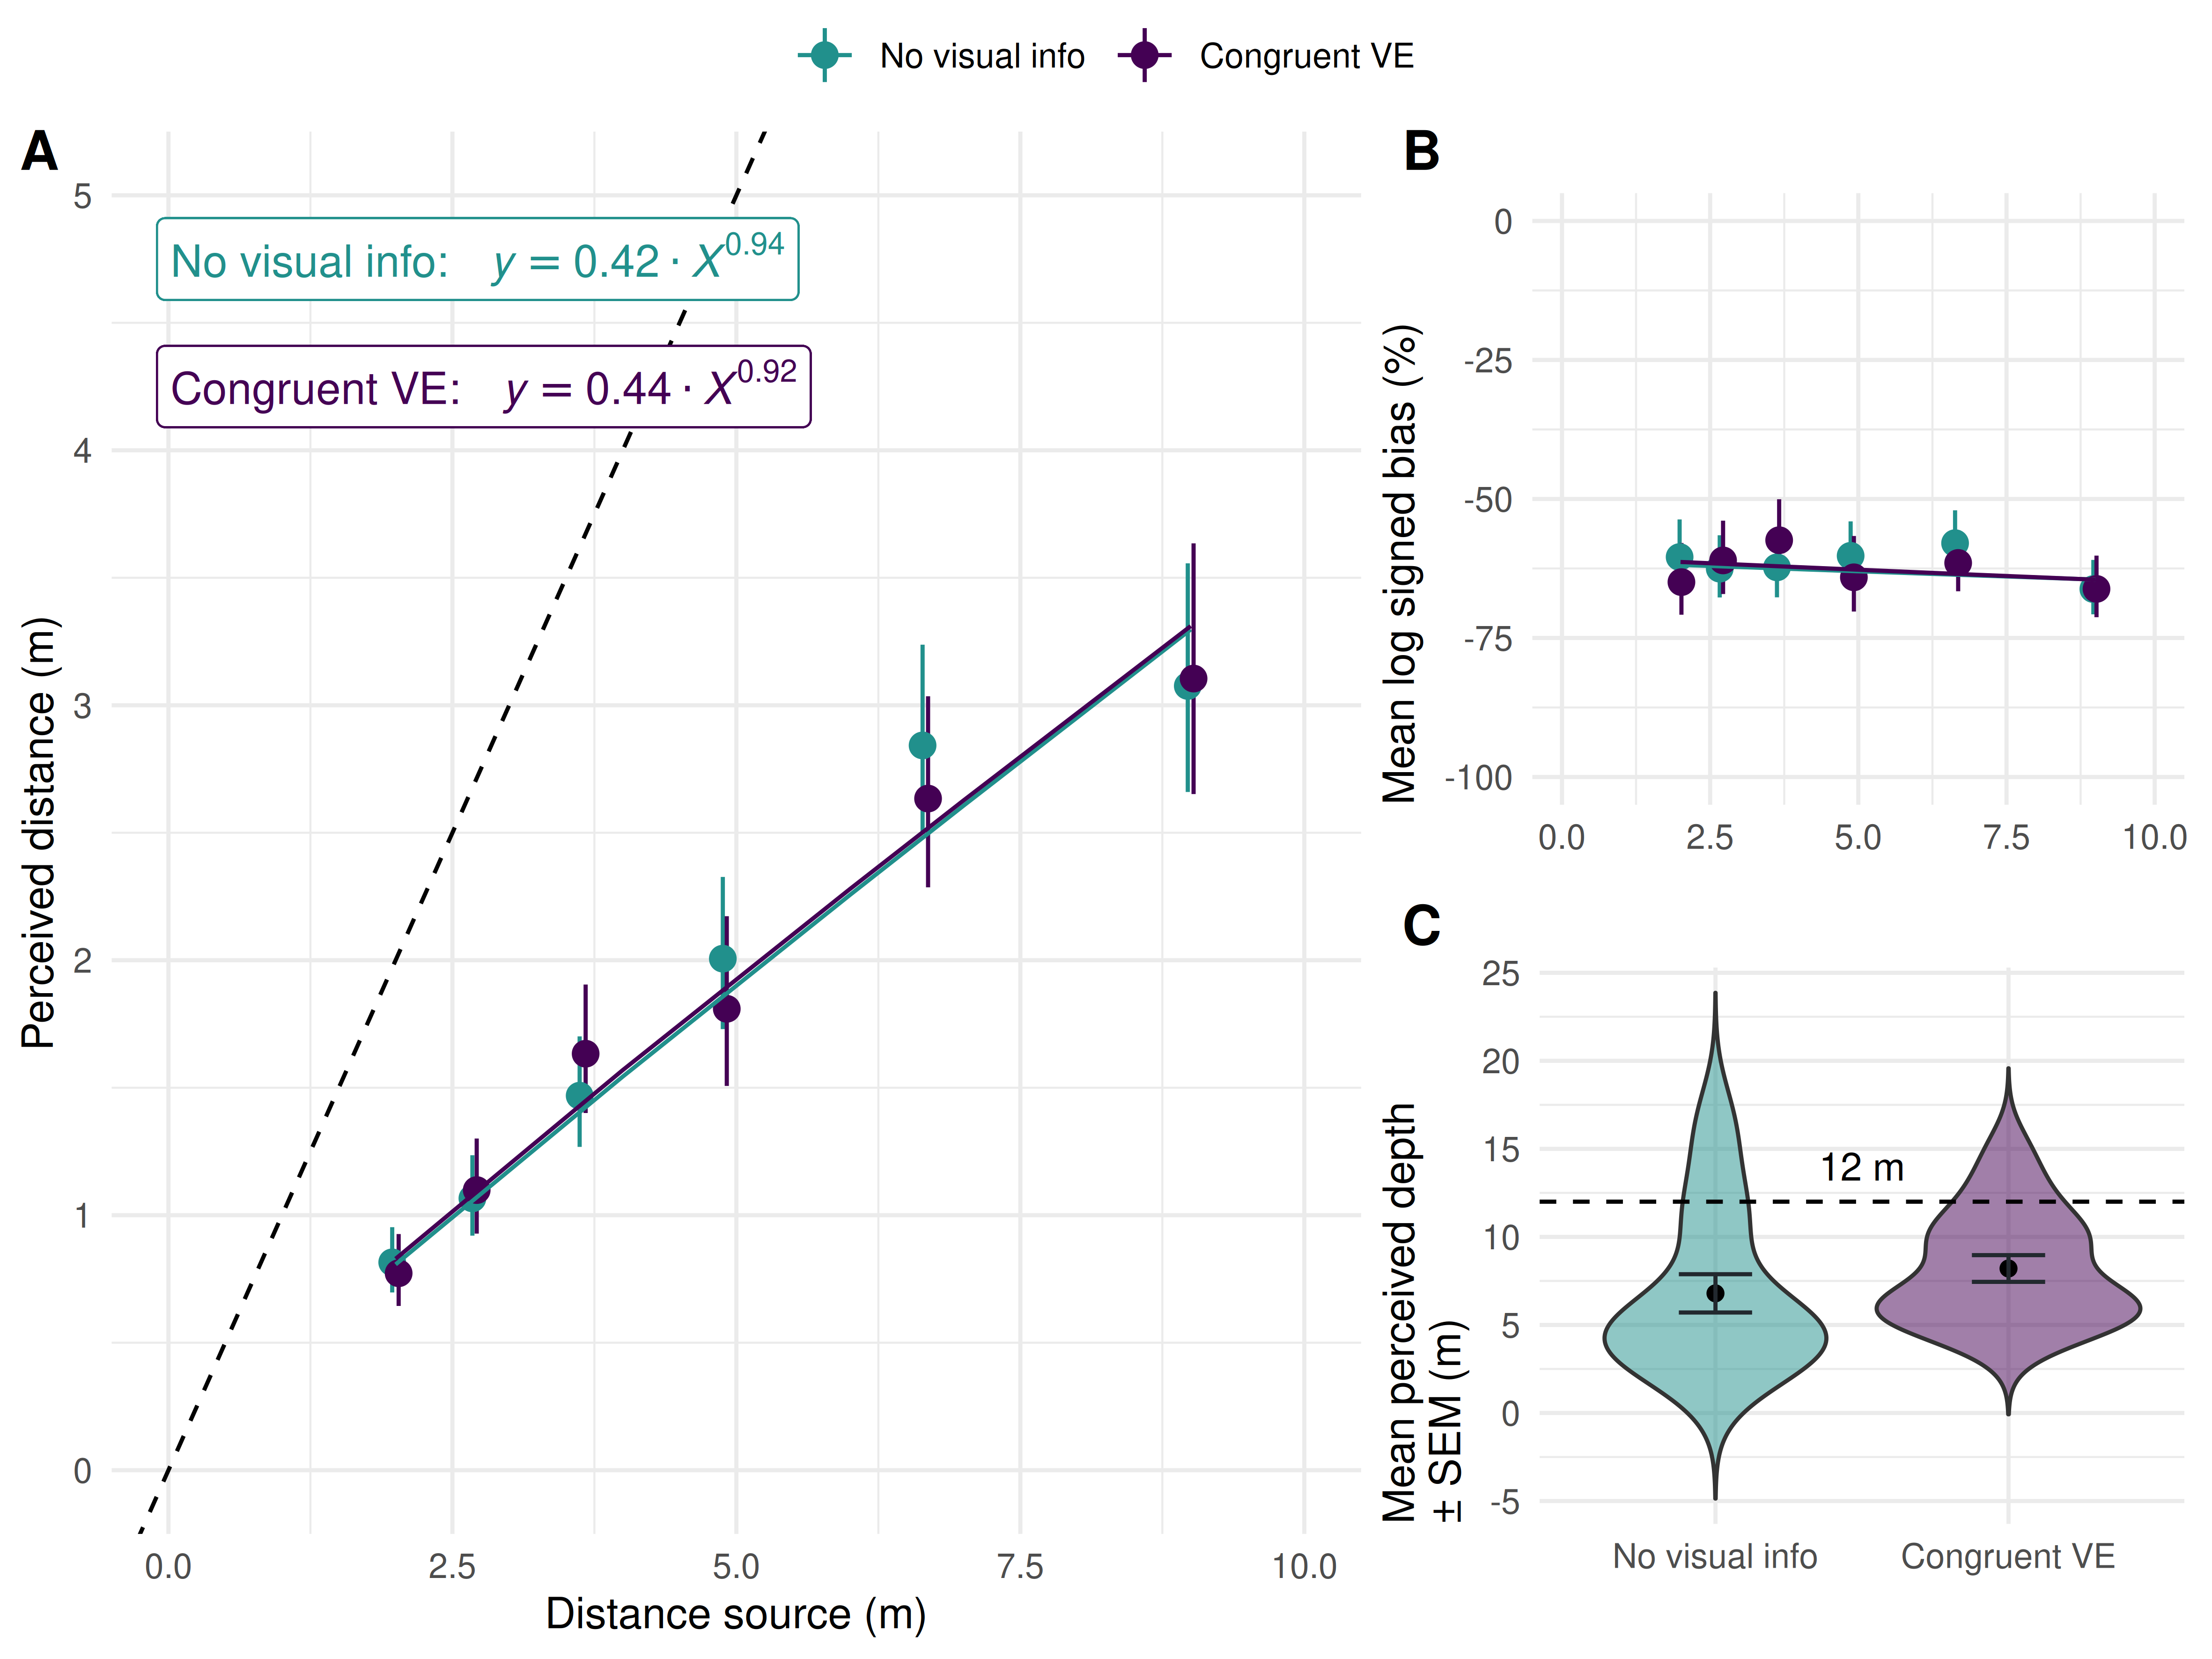 No visual info Congruent VE
A
5
4
3
2
1
0
No visual info: y = 0.42 · X^0.94
Congruent VE: y = 0.44 · X^0.92
Perceived distance (m)
0.0 2.5 5.0 7.5 10.0
Distance source (m)
B
0
-25
-50
-75
-100
Mean log signed bias (%)
0.0 2.5 5.0 7.5 10.0
C
25
20
15
10
5
0
-5
Mean perceived depth
± SEM (m)
12 m
No visual info Congruent VE